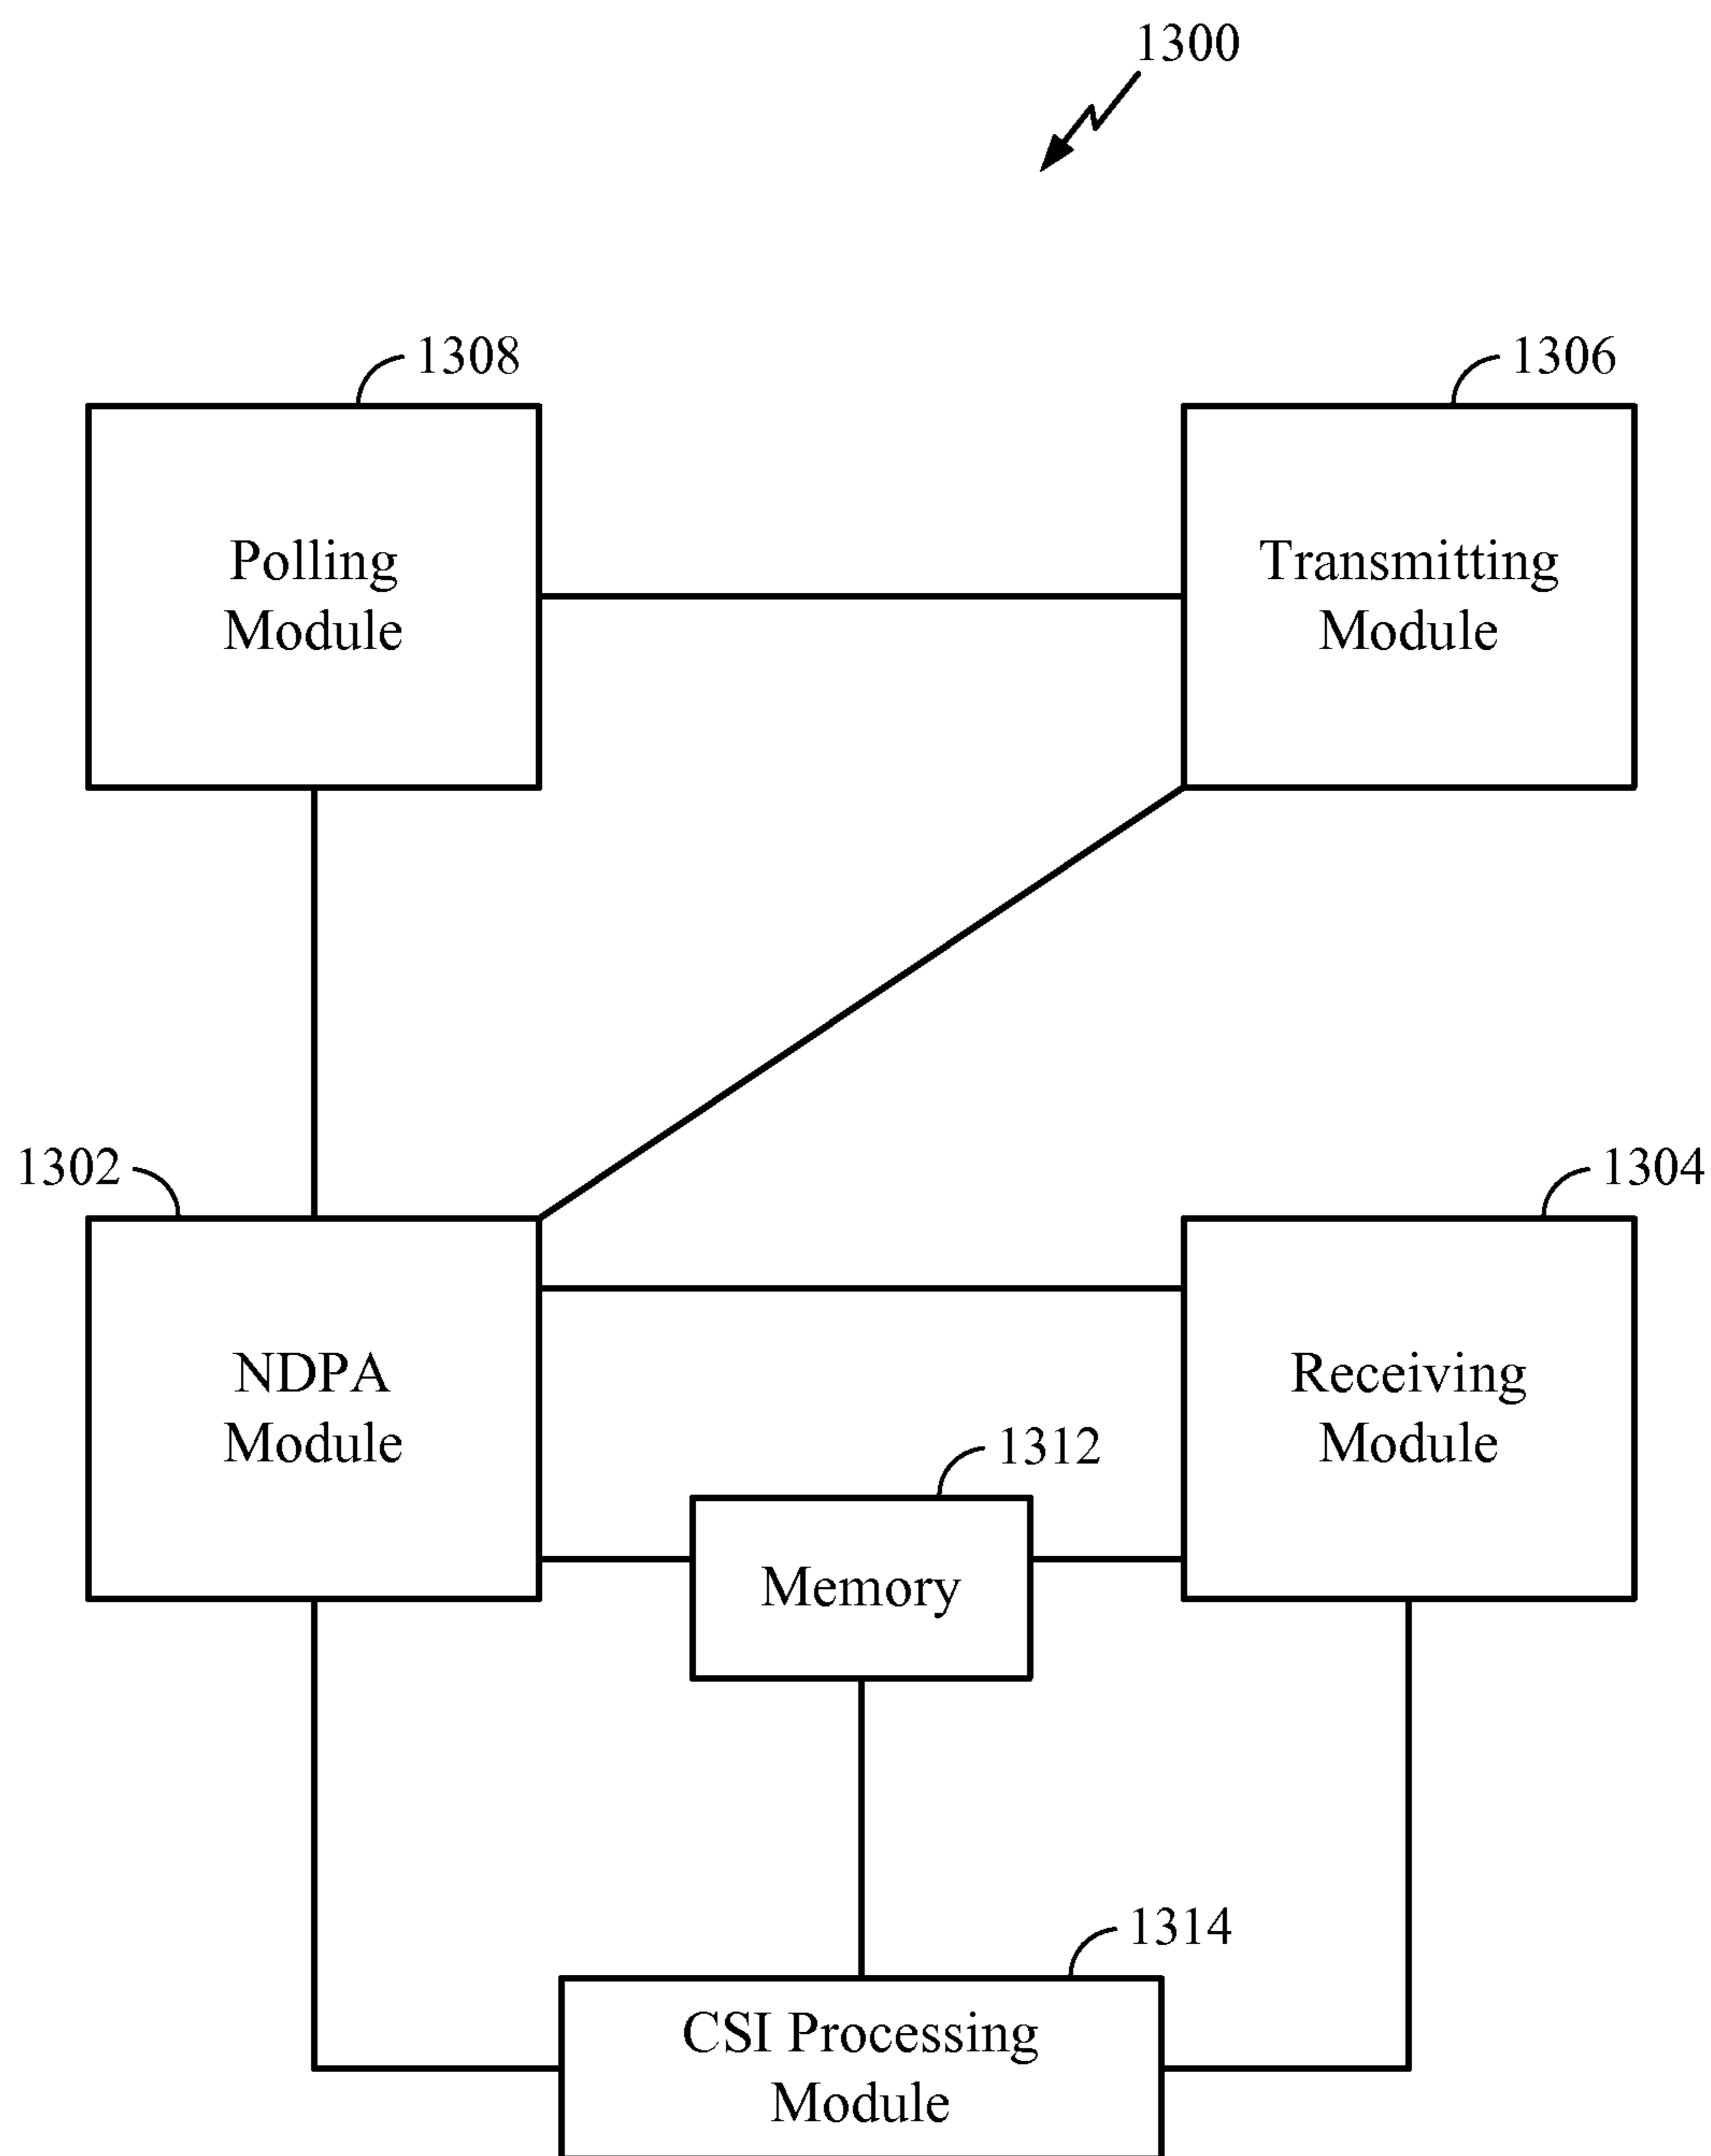 1300
1308
1306
Polling
Module
Transmitting
Module
1302
1304
NDPA
Module
Receiving
Module
1312
Memory
1314
CSI Processing
Module